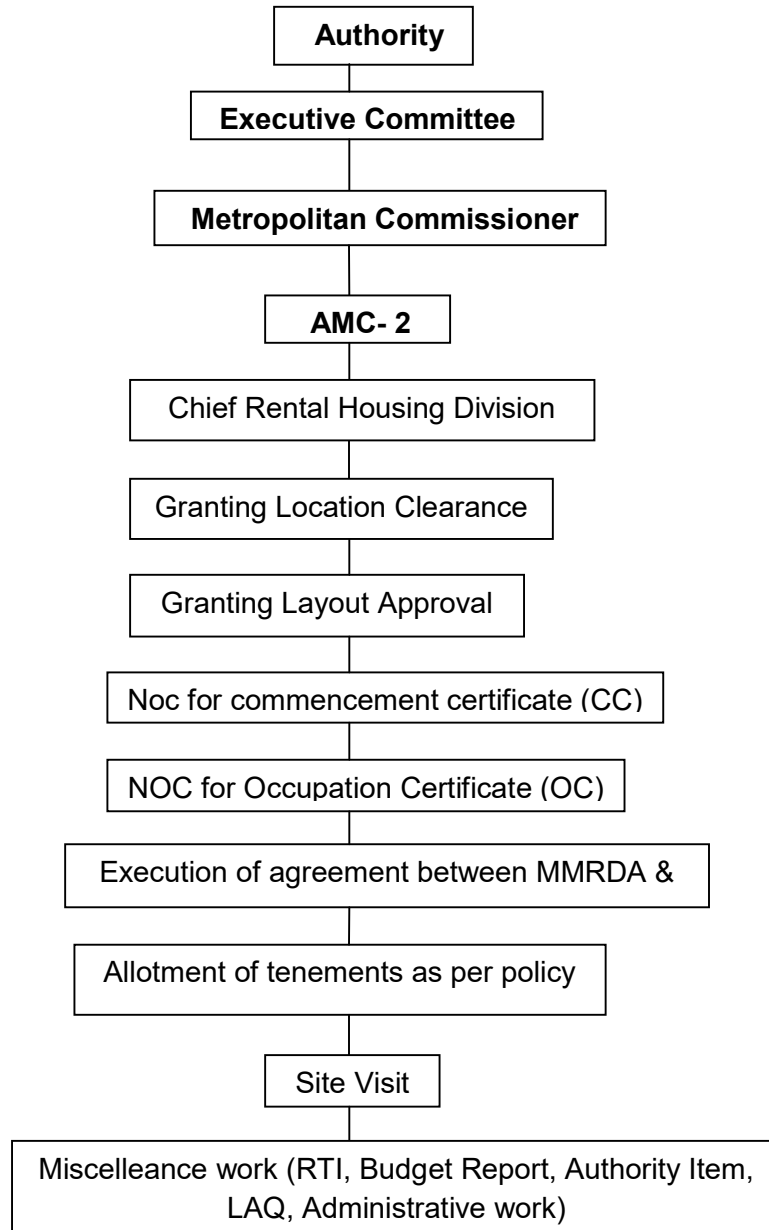 Authority
Executive Committee
Metropolitan Commissioner
AMC- 2
Chief Rental Housing Division
Granting Location Clearance
Granting Layout Approval
Noc for commencement certificate (CC)
NOC for Occupation Certificate (OC)
Execution of agreement between MMRDA &
Allotment of tenements as per policy
Site Visit
Miscelleance work (RTI, Budget Report, Authority Item,
LAQ, Administrative work)